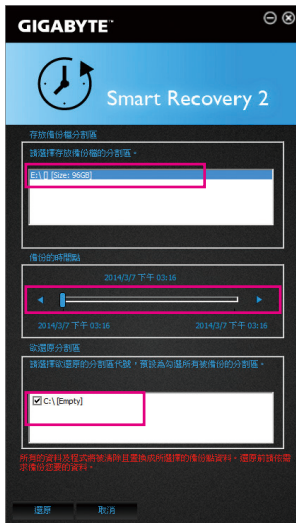 GIGABYTE™
Smart Recovery 2
存放備份檔分割區
請選擇存放備份檔的分割區。
E:\ [] [Size: 96GB]
備份的時間點
2014/3/7 下午 03:16
2014/3/7 下午 03:16 2014/3/7 下午 03:16
欲還原分割區
請選擇欲還原的分割區代號，預設為勾選所有被備份的分割區。
C:\ [Empty]
所有的資料及程式將被清除且置換成所選擇的備份點資料。還原前請依需
求備份您要的資料。
還原 取消